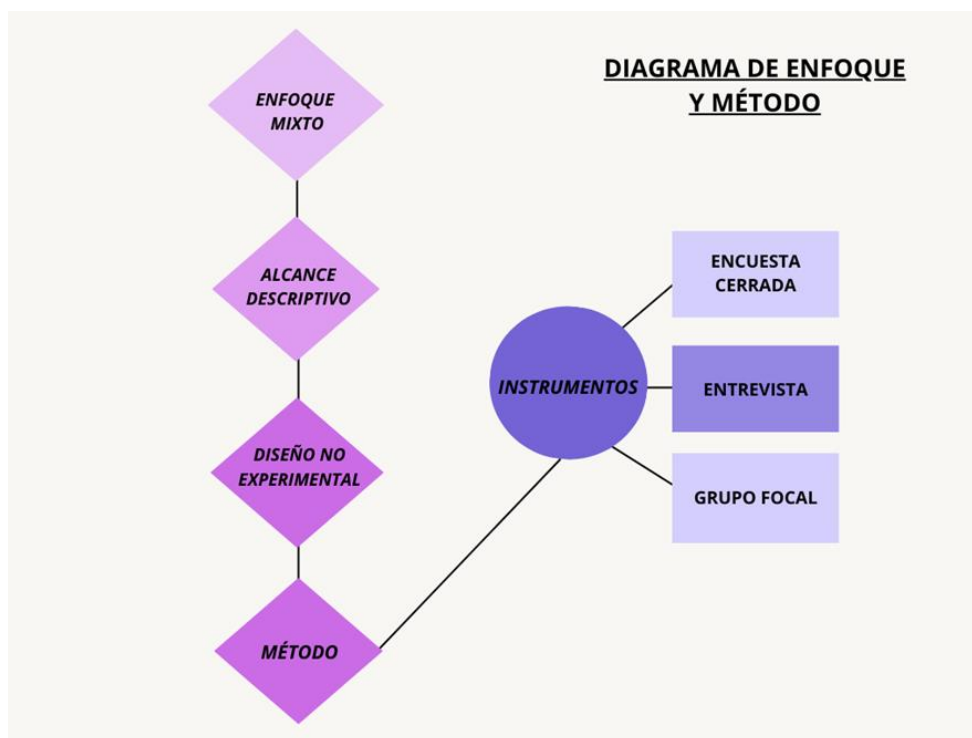 DIAGRAMA DE ENFOQUE
Y MÉTODO
ENFOQUE
MIXTO
ALCANCE
DESCRIPTIVO
DISEÑO NO
EXPERIMENTAL
MÉTODO
INSTRUMENTOS
ENCUESTA
CERRADA
ENTREVISTA
GRUPO FOCAL